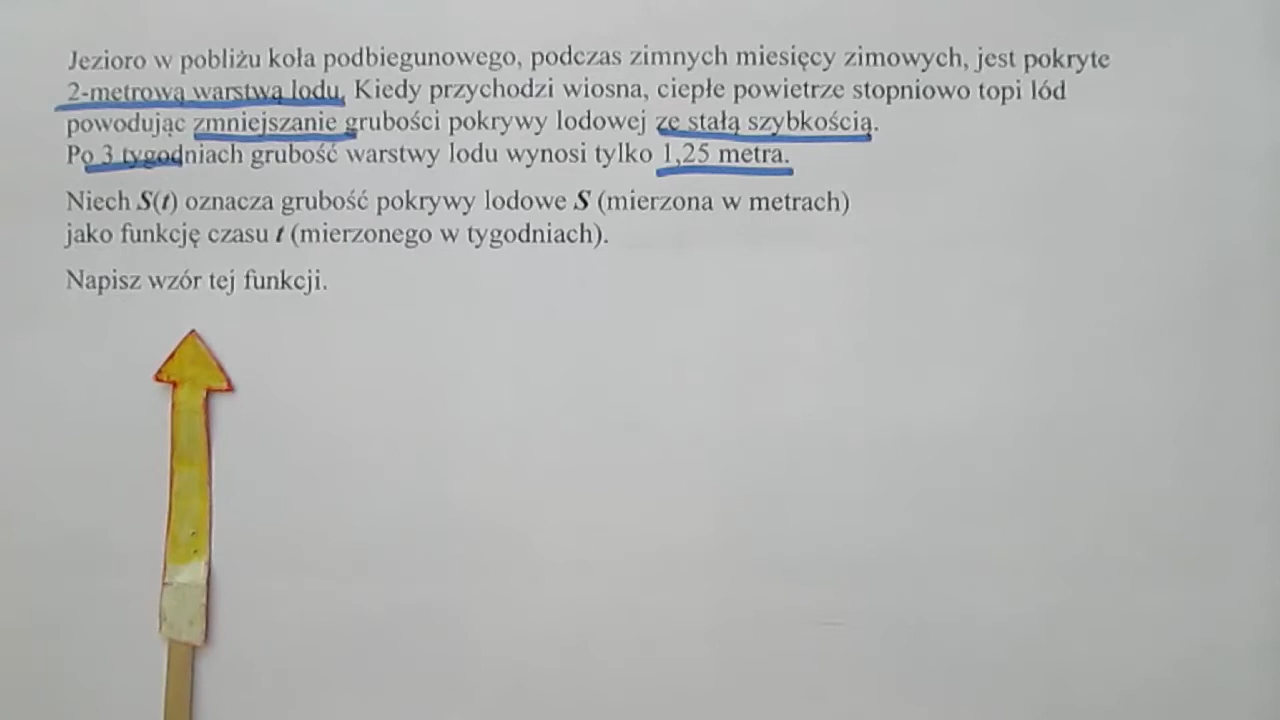 Jezioro w pobliżu koła podbiegunowego, podczas zimnych miesięcy zimowych, jest pokryte
2-metrową warstwą lodu. Kiedy przychodzi wiosna, ciepłe powietrze stopniowo topi lód
powodując zmniejszanie grubości pokrywy lodowej ze stałą szybkością.
Po 3 tygodniach grubość warstwy lodu wynosi tylko 1,25 metra.
Niech S(t) oznacza grubość pokrywy lodowe S (mierzona w metrach)
jako funkcję czasu t (mierzonego w tygodniach).
Napisz wzór tej funkcji.